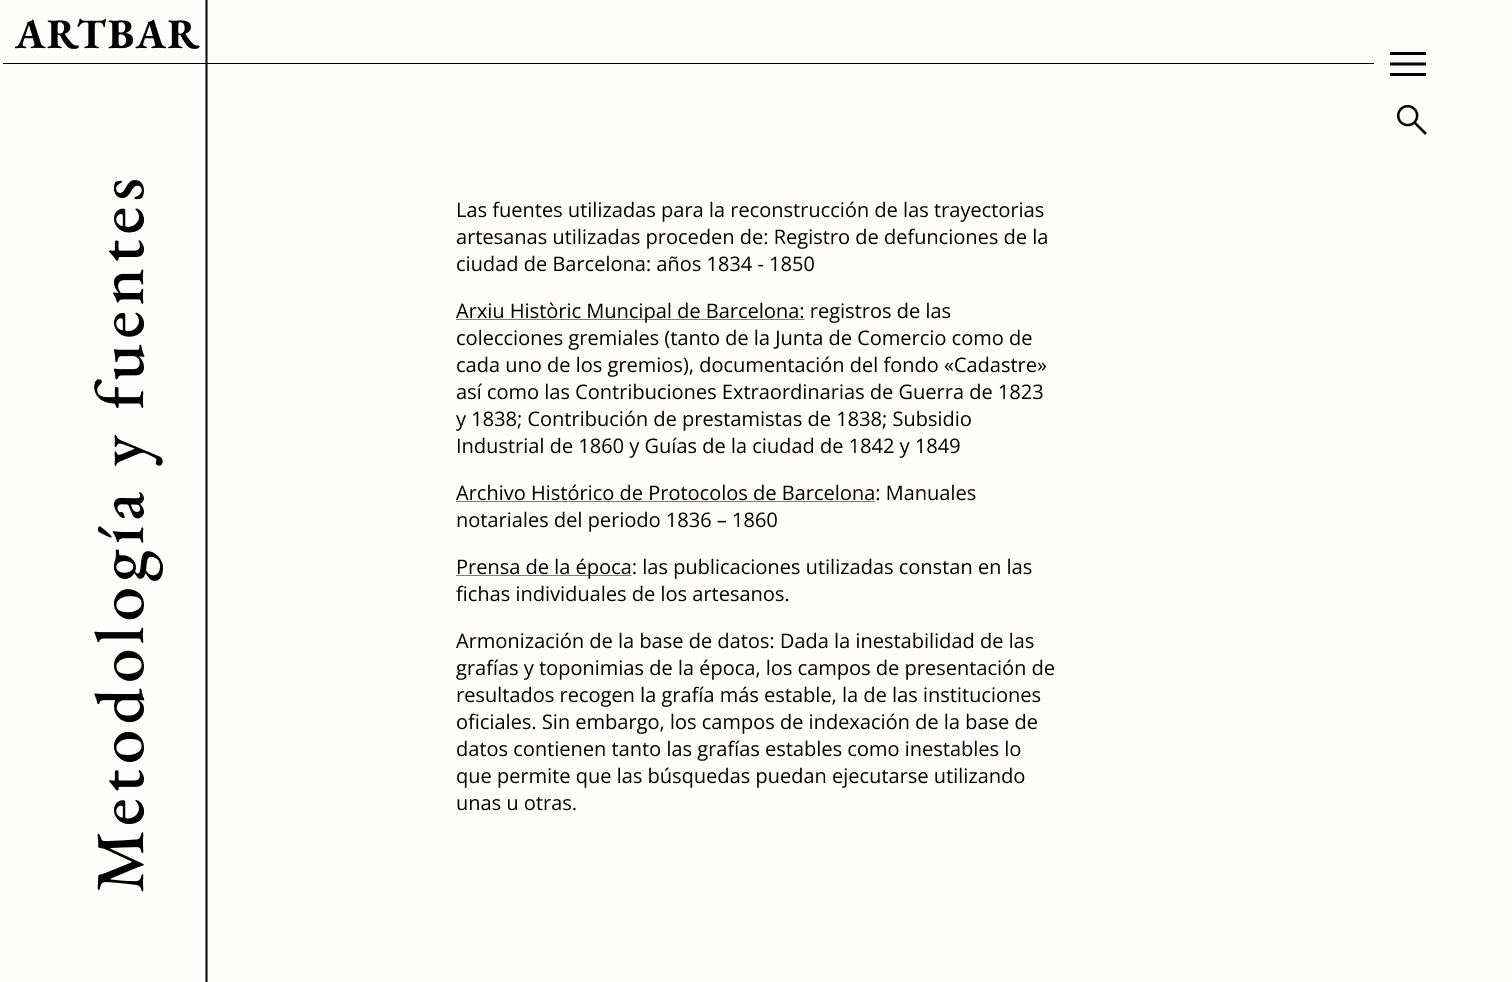 ARTBAR
Metodología y fuentes
Las fuentes utilizadas para la reconstrucción de las trayectorias
artesanas utilizadas proceden de: Registro de defunciones de la
ciudad de Barcelona: años 1834 - 1850
Arxiu Històric Muncipal de Barcelona: registros de las
colecciones gremiales (tanto de la Junta de Comercio como de
cada uno de los gremios), documentación del fondo «Cadastre»
así como las Contribuciones Extraordinarias de Guerra de 1823
y 1838; Contribución de prestamistas de 1838; Subsidio
Industrial de 1860 y Guías de la ciudad de 1842 y 1849
Archivo Histórico de Protocolos de Barcelona: Manuales
notariales del periodo 1836 – 1860
Prensa de la época: las publicaciones utilizadas constan en las
fichas individuales de los artesanos.
Armonización de la base de datos: Dada la inestabilidad de las
grafías y toponimias de la época, los campos de presentación de
resultados recogen la grafía más estable, la de las instituciones
oficiales. Sin embargo, los campos de indexación de la base de
datos contienen tanto las grafías estables como inestables lo
que permite que las búsquedas puedan ejecutarse utilizando
unas u otras.